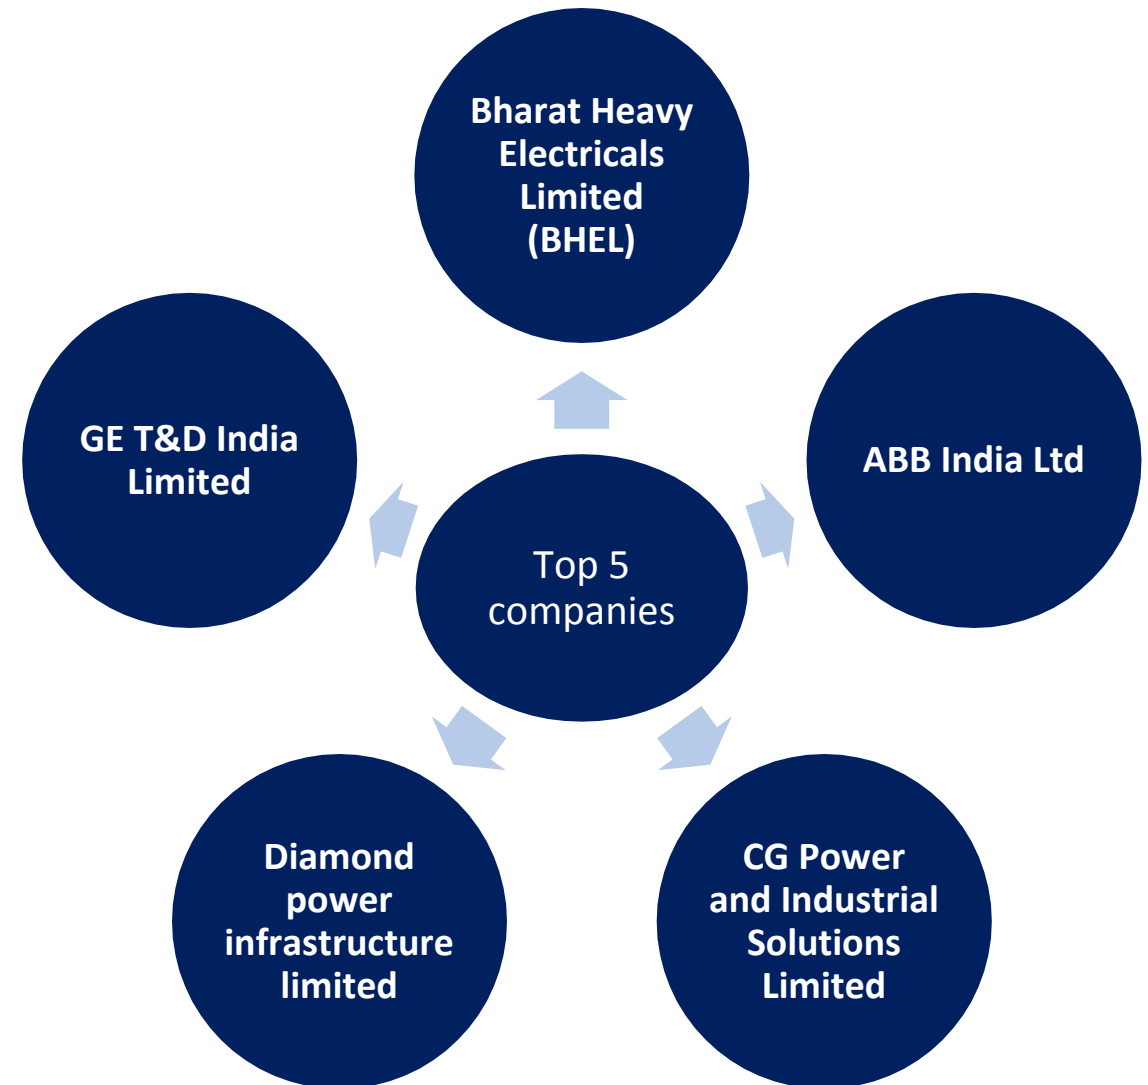 Bharat Heavy
Electricals
Limited
(BHEL)
GE T&D India
Limited
ABB India Ltd
Top 5
companies
Diamond
power
infrastructure
limited
CG Power
and Industrial
Solutions
Limited